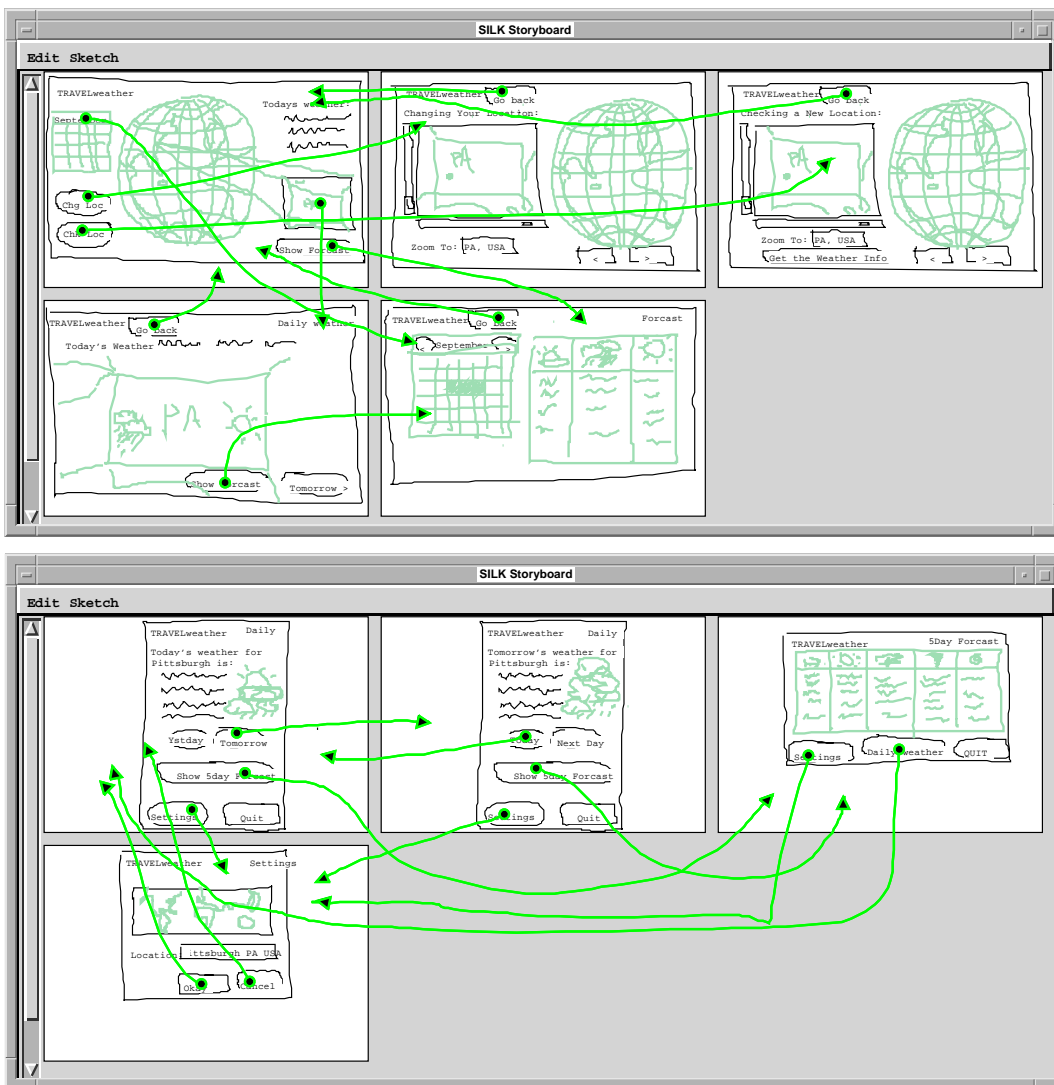 SILK Storyboard
Edit Sketch
TRAVELweather
Todays weather:
September
Chg Loc
Chk Loc
Show Forcast
TRAVELweather
Go back
Changing Your Location:
PA
Zoom To: PA, USA
< >
TRAVELweather
Go back
Checking a New Location:
PA
Zoom To: PA, USA
Get the Weather Info
< >
TRAVELweather
Go back
Daily weather
Today's Weather
PA
Show Forcast
Tomorrow >
TRAVELweather
Go back
Forcast
< September >
SILK Storyboard
Edit Sketch
TRAVELweather Daily
Today's weather for
Pittsburgh is:
Ystday Tomorrow
Show 5day Forcast
Settings Quit
TRAVELweather Daily
Tomorrow's weather for
Pittsburgh is:
Today Next Day
Show 5day Forcast
Settings Quit
TRAVELweather 5Day Forcast
Settings Daily weather QUIT
TRAVELweather Settings
Location: ittsburgh PA USA
Okay Cancel